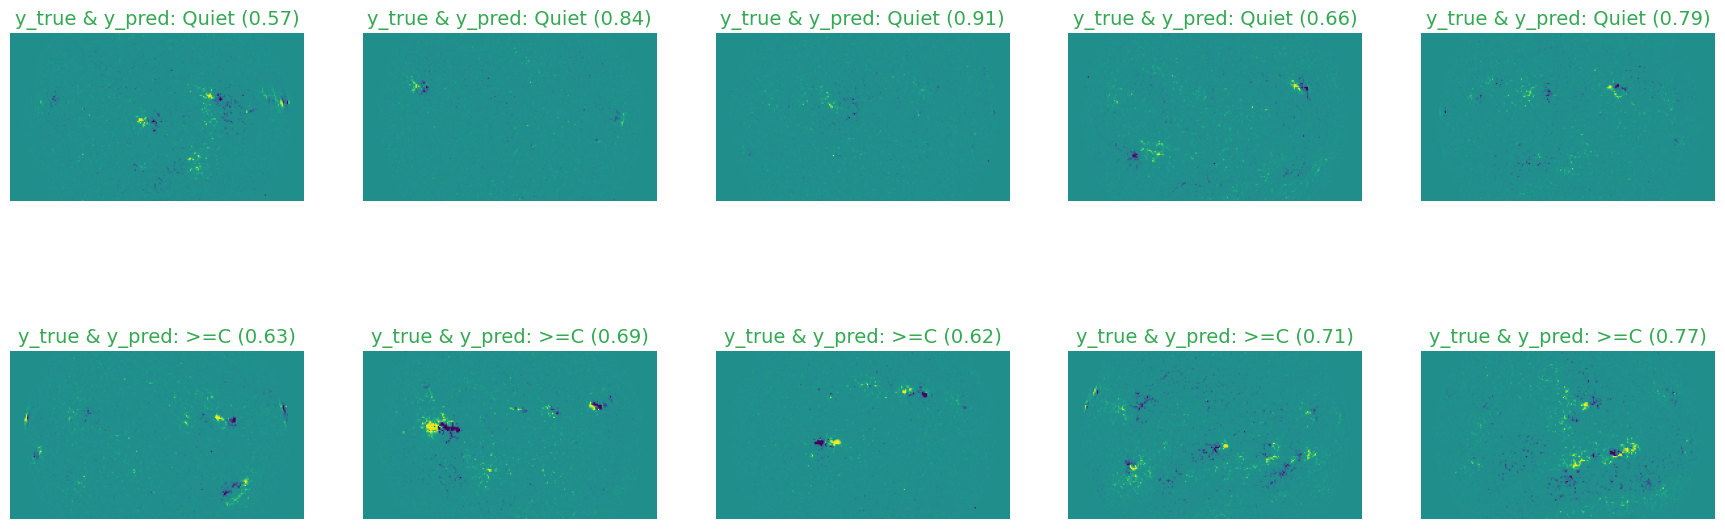 y_true & y_pred: Quiet (0.57)
y_true & y_pred: Quiet (0.84)
y_true & y_pred: Quiet (0.91)
y_true & y_pred: Quiet (0.66)
y_true & y_pred: Quiet (0.79)
y_true & y_pred: >=C (0.63)
y_true & y_pred: >=C (0.69)
y_true & y_pred: >=C (0.62)
y_true & y_pred: >=C (0.71)
y_true & y_pred: >=C (0.77)